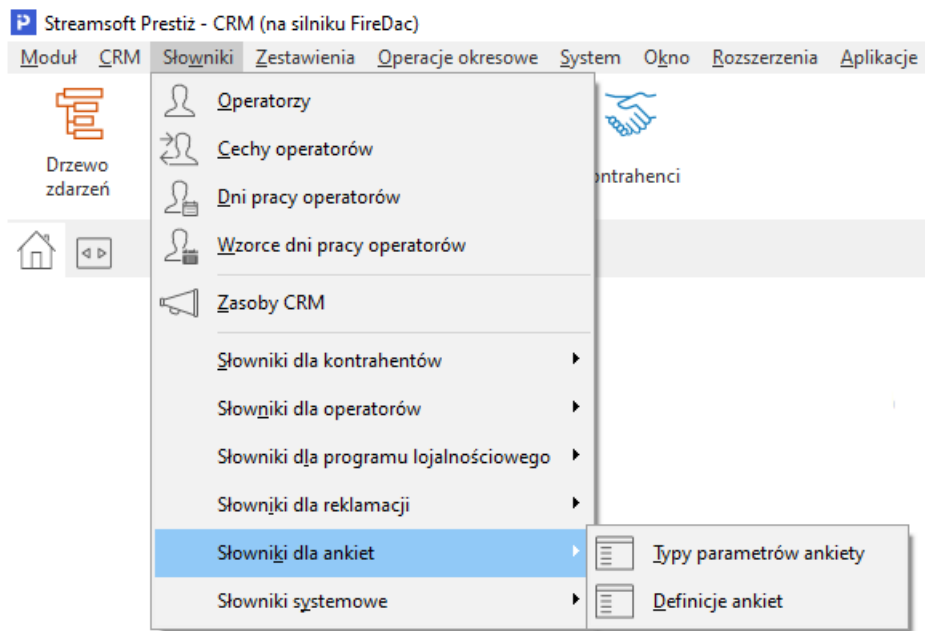 Streamsoft Prestiż - CRM (na silniku FireDac)
Moduł CRM Słowniki Zestawienia Operacje okresowe System Okno Rozszerzenia Aplikacje
Drzewo
zdarzeń
Operatorzy
Cechy operatorów
Dni pracy operatorów
Wzorce dni pracy operatorów
Zasoby CRM
Słowniki dla kontrahentów
Słowniki dla operatorów
Słowniki dla programu lojalnościowego
Słowniki dla reklamacji
Słowniki dla ankiet
Słowniki systemowe
ontrahenci
Typy parametrów ankiety
Definicje ankiet